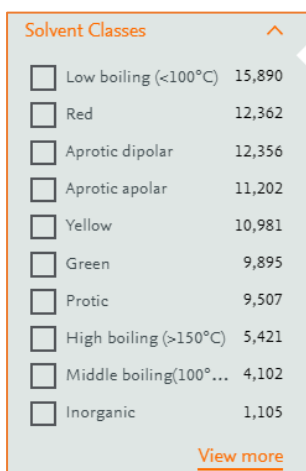 Solvent Classes
Low boiling (<100°C) 15,890
Red 12,362
Aprotic dipolar 12,356
Aprotic apolar 11,202
Yellow 10,981
Green 9,895
Protic 9,507
High boiling (>150°C) 5,421
Middle boiling(100°... 4,102
Inorganic 1,105
View more